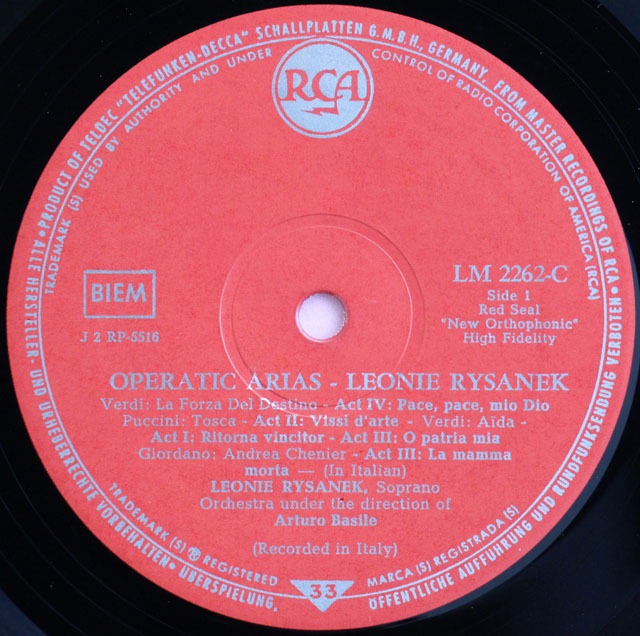 PRODUCT OF TELDEC "TELEFUNKEN-DECCA" SCHALLPLATTEN G.M.B.H., GERMANY. FROM MASTER RECORDINGS OF RCA •
TRADEMARK (S) USED BY AUTHORITY AND UNDER CONTROL OF RADIO CORPORATION OF AMERICA (RCA)
RCA
BIEM
J 2 RP-5516
LM 2262-C
Side 1
Red Seal
"New Orthophonic"
High Fidelity
OPERATIC ARIAS - LEONIE RYSANEK
Verdi: La Forza Del Destino - Act IV: Pace, pace, mio Dio
Puccini: Tosca - Act II: Vissi d'arte - Verdi: Aida -
Act I: Ritorna vincitor - Act III: O patria mia
Giordano: Andrea Chenier - Act III: La mamma
morta — (In Italian)
LEONIE RYSANEK, Soprano
Orchestra under the direction of
Arturo Basile
(Recorded in Italy)
TRADEMARK (S) ® REGISTERED
MARCA (S) REGISTRADA (S)
33
• ALLE HERSTELLER- UND URHEBERRECHTE VORBEHALTEN • ÜBERSPIELUNG, ÖFFENTLICHE AUFFÜHRUNG UND RUNDFUNKSENDUNG VERBOTEN